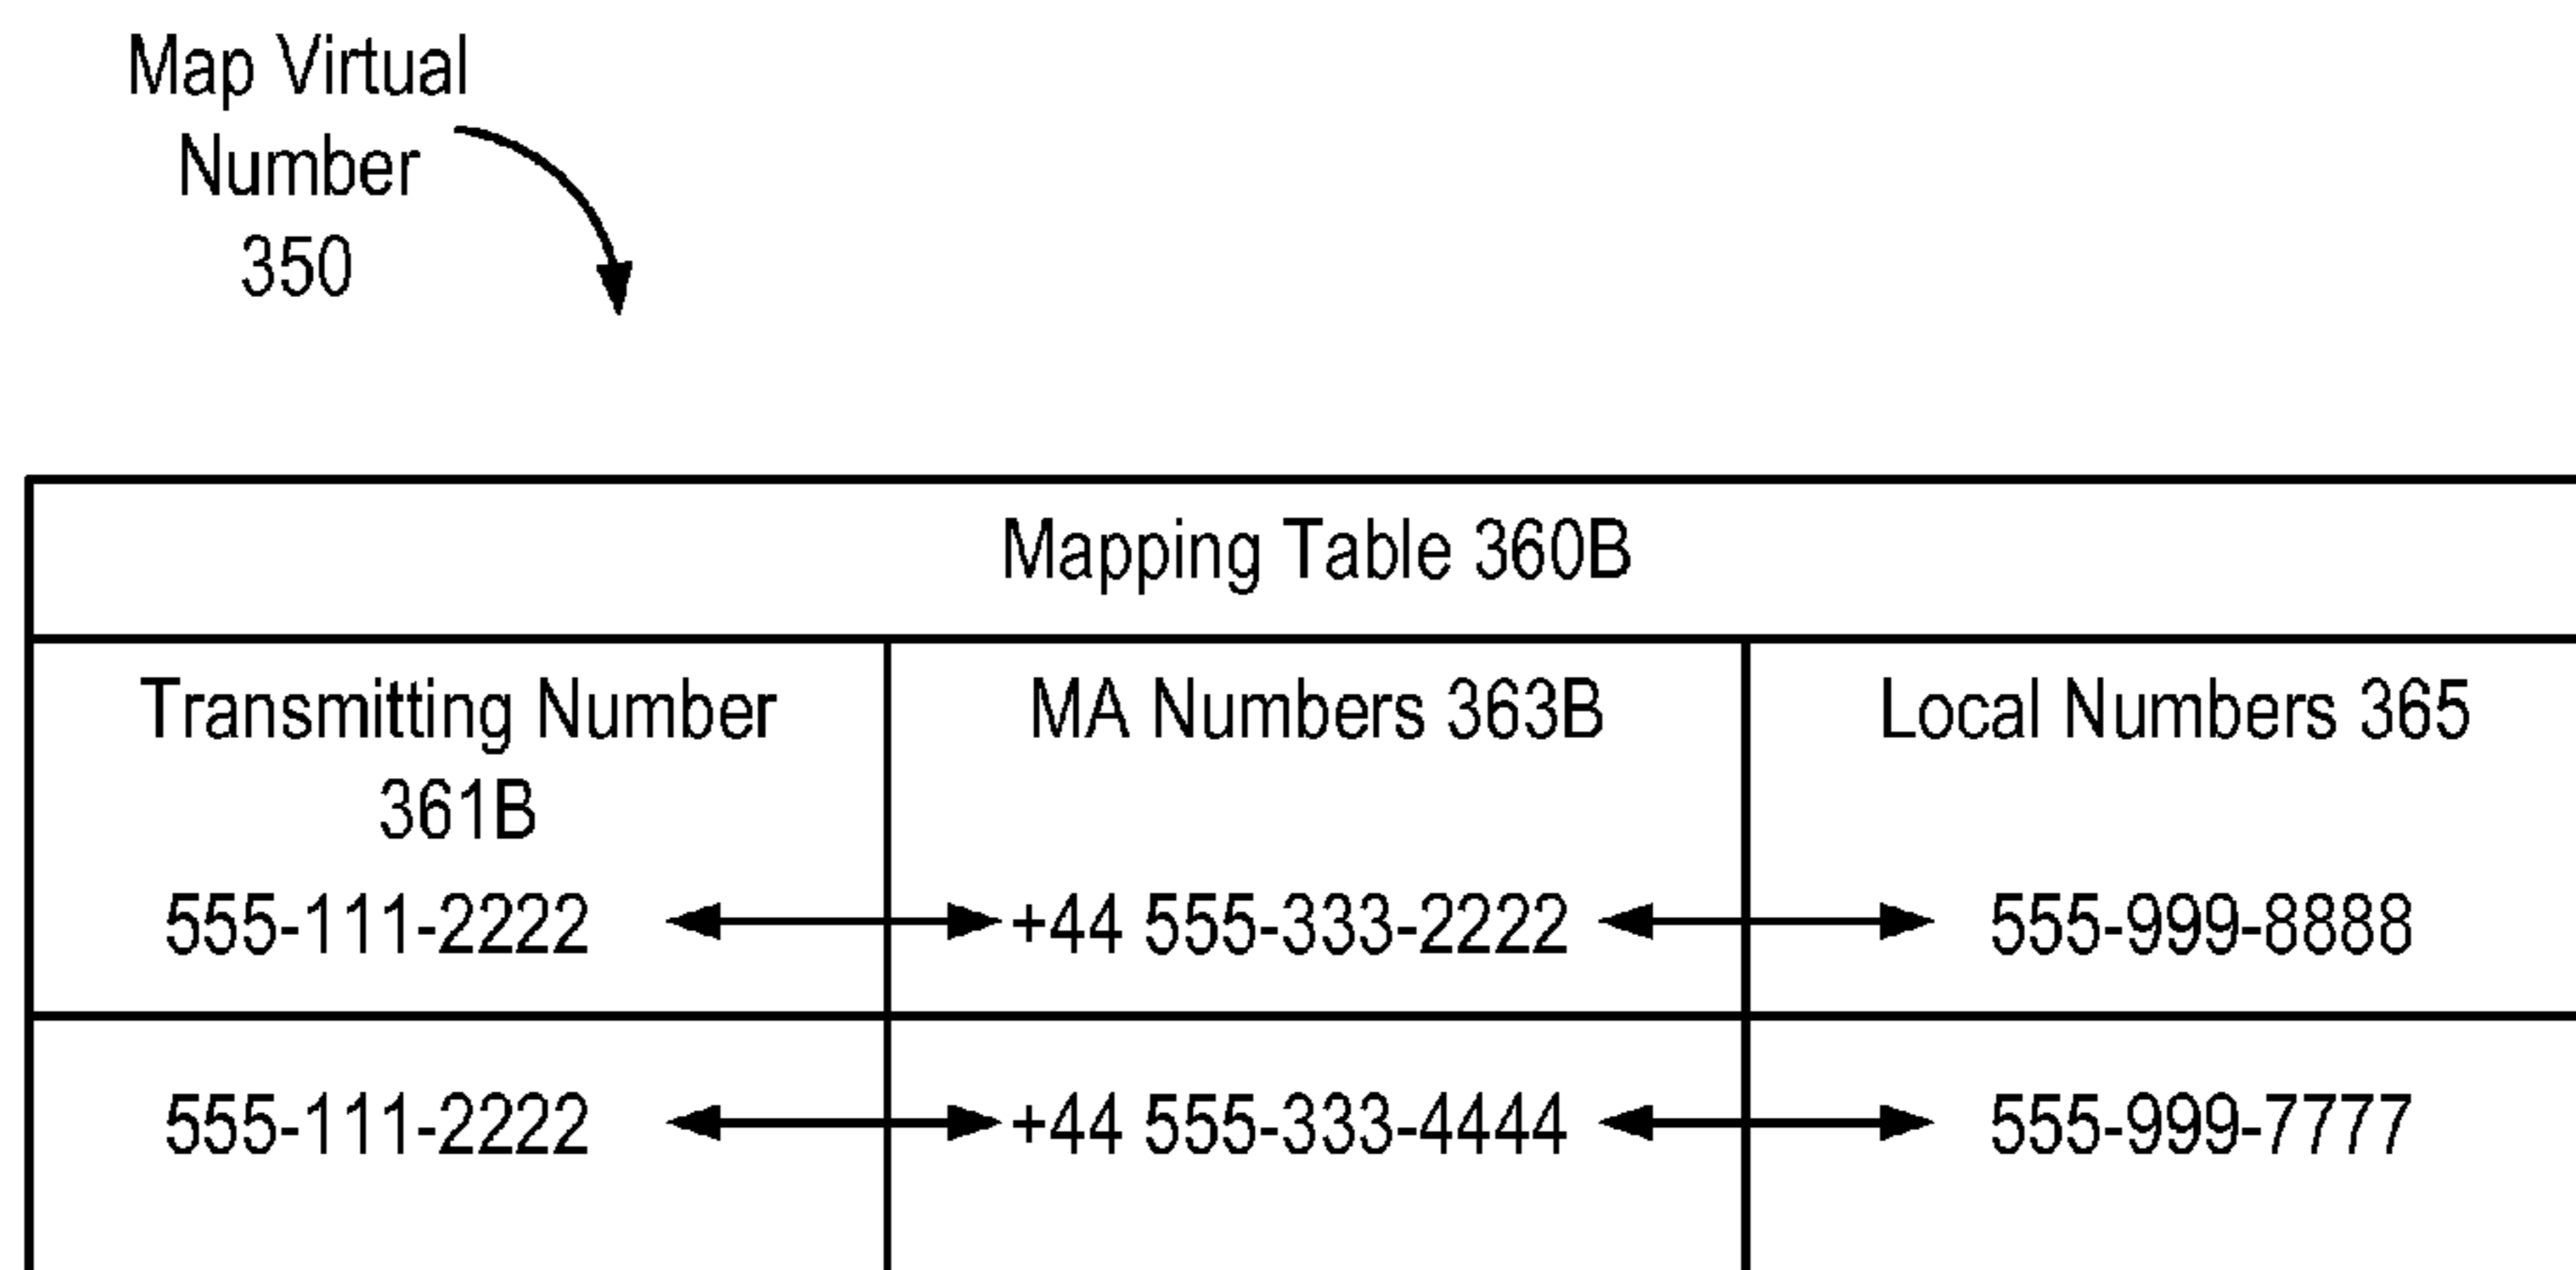 Map Virtual
Number
350
Mapping Table 360B
Transmitting Number
361B
MA Numbers 363B
Local Numbers 365
555-111-2222 +44 555-333-2222 555-999-8888
555-111-2222 +44 555-333-4444 555-999-7777